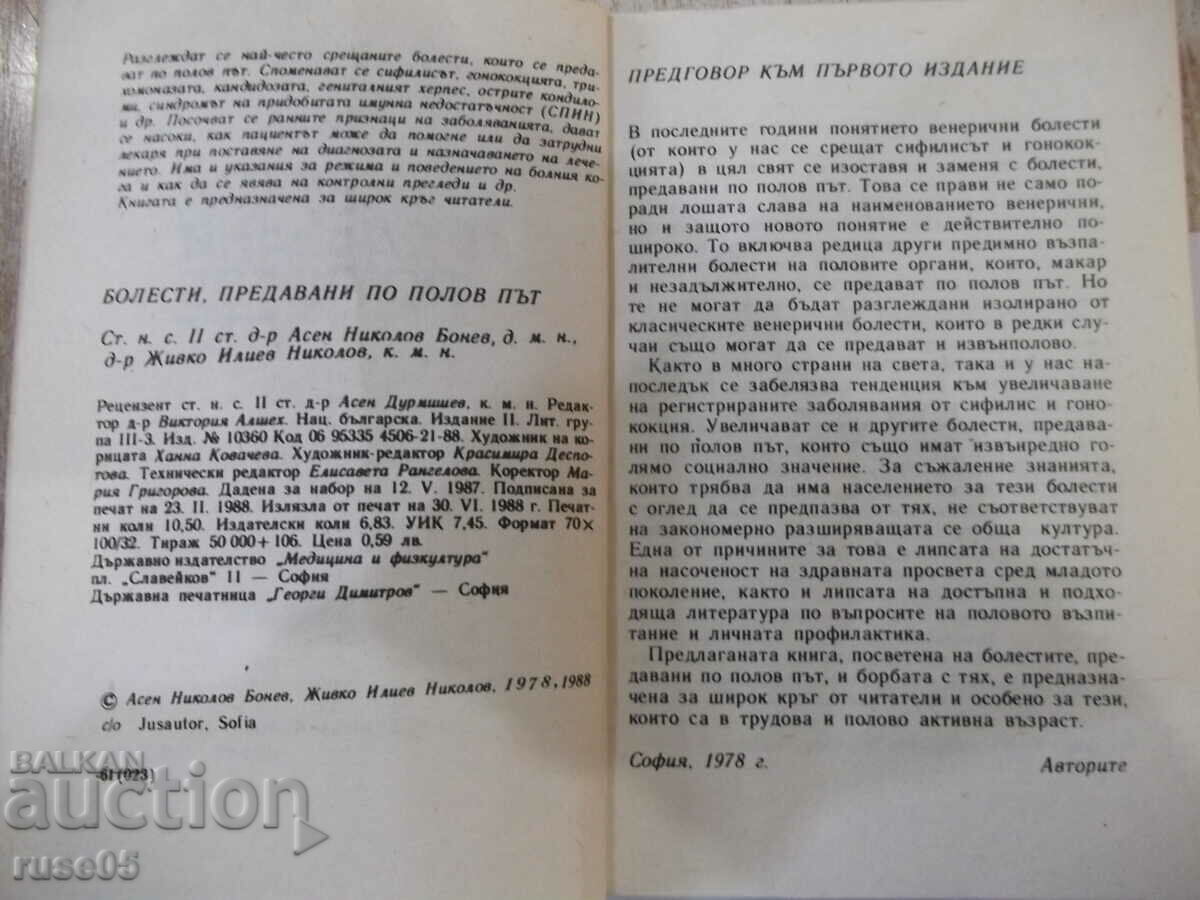 Разглеждат се най-често срещаните болести, които се преда-
ват по полов път. Споменават се сифилисът, гонококцията, три-
хомоназата, кандидозата, гениталният херпес, острите кондило-
ми, синдромът на придобитата имунна недостатъчност (СПИН)
и др. Посочват се ранните признаци на заболяванията, дават
се насоки, как пациентът може да помогне или да затрудни
лекаря при поставяне на диагнозата и назначаването на лече-
нието. Има и указания за режима и поведението на болния ко-
га и как да се явява на контролни прегледи и др.
Книгата е предназначена за широк кръг читатели.
БОЛЕСТИ, ПРЕДАВАНИ ПО ПОЛОВ ПЪТ
Ст. н. с. II ст. д-р Асен Николов Бонев, д. м. н.,
д-р Живко Илиев Николов, к. м. н.
Рецензент ст. н. с. II ст. д-р Асен Дурмишев, к. м. н. Редак-
тор д-р Виктория Алшех. Нац. българска. Издание II. Лит. гру-
па III-3. Изд. № 10360 Код 06 95335 4506-21-88. Художник на ко-
рицата Ханна Ковачева. Художник-редактор Красимира Деспо-
това. Технически редактор Елисавета Рангелова. Коректор Ма-
рия Григорова. Дадена за набор на 12. V. 1987. Подписана за
печат на 23. II. 1988. Излязла от печат на 30. VI. 1988 г. Печат-
ни коли 10,50. Издателски коли 6,83. УИК 7,45. Формат 70×
100/32. Тираж 50 000+106. Цена 0,59 лв.
Държавно издателство „Медицина и физкултура“
пл. „Славейков“ II — София
Държавна печатница „Георги Димитров“ — София
© Асен Николов Бонев, Живко Илиев Николов, 1978, 1988
c/o Jusautor, Sofia
61 (023)
ПРЕДГОВОР КЪМ ПЪРВОТО ИЗДАНИЕ
В последните години понятието венерични болести
(от които у нас се срещат сифилисът и гонокок-
цията) в цял свят се изоставя и заменя с болести,
предавани по полов път. Това се прави не само по-
ради лошата слава на наименованието венерични,
но и защото новото понятие е действително по-
широко. То включва редица други предимно възпа-
лителни болести на половите органи, които, макар
и незадължително, се предават по полов път. Но
те не могат да бъдат разглеждани изолирано от
класическите венерични болести, които в редки слу-
чаи също могат да се предават и извънполово.
Както в много страни на света, така и у нас на-
последък се забелязва тенденция към увеличаване
на регистрираните заболявания от сифилис и гоно-
кокция. Увеличават се и другите болести, предава-
ни по полов път, които също имат извънредно го-
лямо социално значение. За съжаление знанията,
които трябва да има населението за тези болести
с оглед да се предпазва от тях, не съответствуват
на закономерно разширяващата се обща култура.
Една от причините за това е липсата на достатъч-
на насоченост на здравната просвета сред младото
поколение, както и липсата на достъпна и подхо-
дяща литература по въпросите на половото възпи-
тание и личната профилактика.
Предлаганата книга, посветена на болестите, пре-
давани по полов път, и борбата с тях, е предназна-
чена за широк кръг от читатели и особено за тези,
които са в трудова и полово активна възраст.
София, 1978 г.
Авторите
BALKAN
auction
ruse05